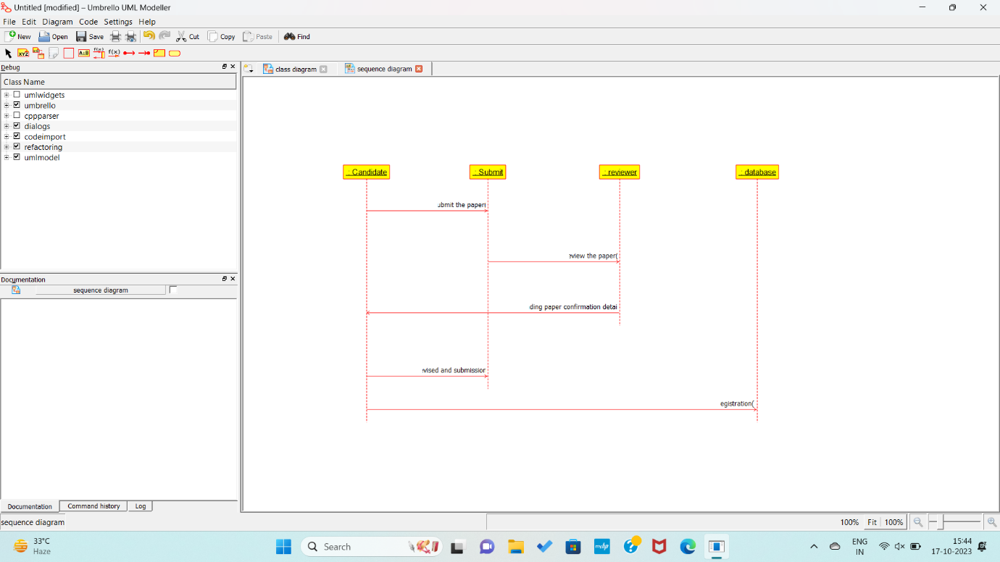 Untitled [modified] – Umbrello UML Modeller
File Edit Diagram Code Settings Help
New Open Save Cut Copy Paste Find
XYZ A:B f(x) f(x)
Debug
class diagram sequence diagram
Class Name
umlwidgets
umbrello
cppparser
dialogs
codeimport
refactoring
umlmodel
: Candidate : Submit : reviewer : database
ubmit the paper(
eview the paper(
ding paper confirmation detai
vised and submission
egistration(
Documentation
sequence diagram
Documentation Command history Log
sequence diagram 100% Fit 100%
33°C
Haze
Search
myhp
ENG
IN
15:44
17-10-2023